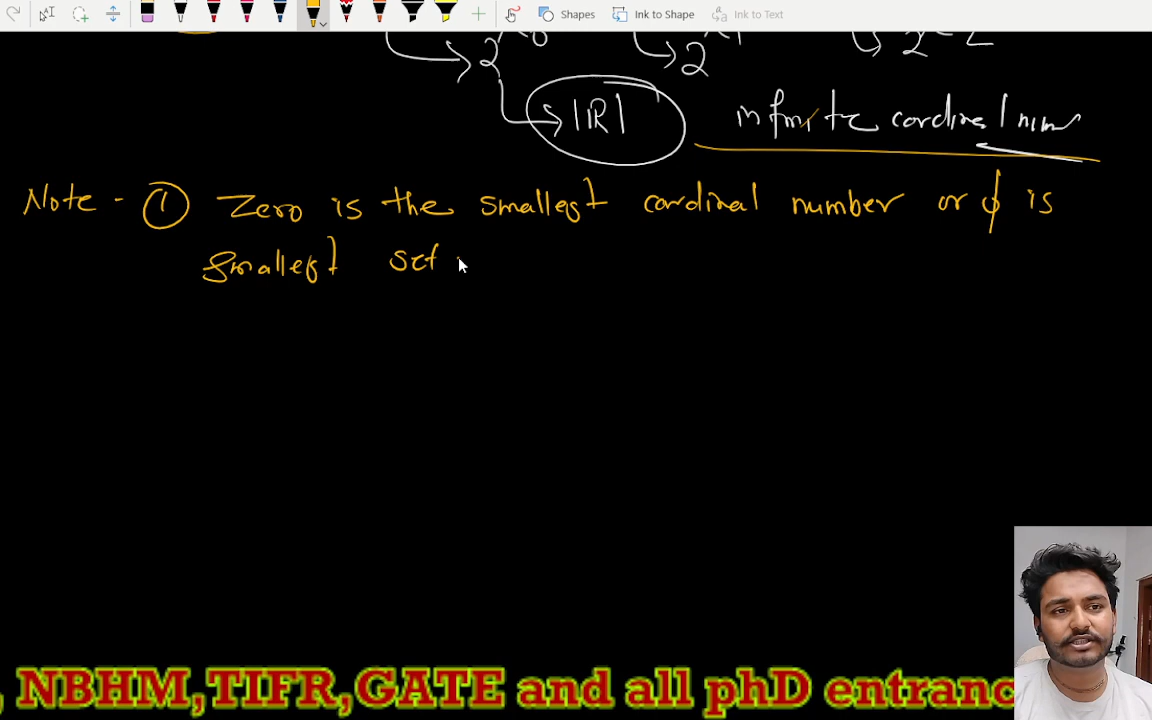 Shapes Ink to Shape Ink to Text
2 2 2
|R| infinite cardinal num
Note - ① Zero is the smallest cardinal number or ϕ is
smallest set
, NBHM,TIFR,GATE and all phD entranc